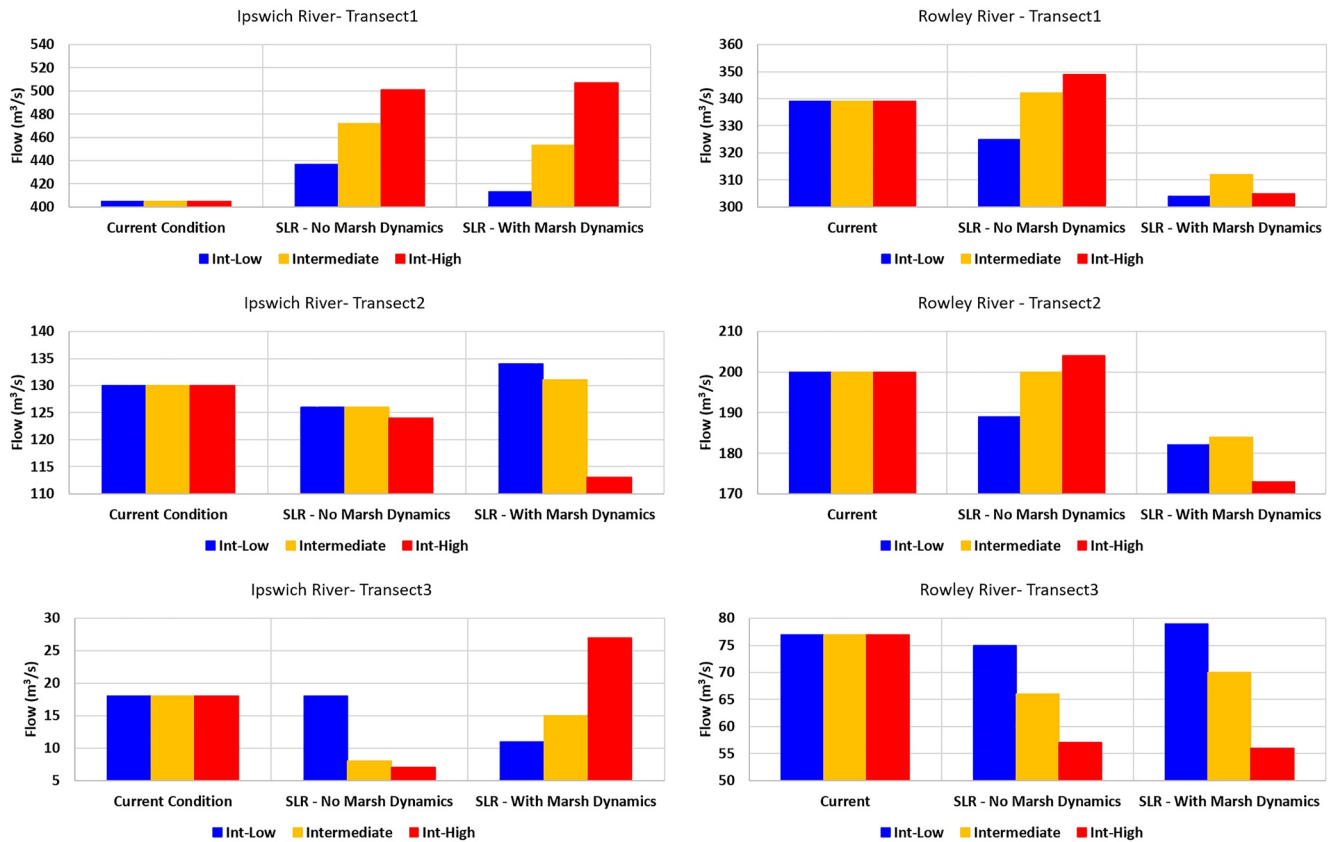 Ipswich River- Transect1
540
520
500
480
460
440
420
400
Flow (m³/s)
Current Condition SLR - No Marsh Dynamics SLR - With Marsh Dynamics
Int-Low Intermediate Int-High
Rowley River - Transect1
360
350
340
330
320
310
300
Flow (m³/s)
Current SLR - No Marsh Dynamics SLR - With Marsh Dynamics
Int-Low Intermediate Int-High
Ipswich River- Transect2
140
135
130
125
120
115
110
Flow (m³/s)
Current Condition SLR - No Marsh Dynamics SLR - With Marsh Dynamics
Int-Low Intermediate Int-High
Rowley River - Transect2
210
200
190
180
170
Flow (m³/s)
Current SLR - No Marsh Dynamics SLR - With Marsh Dynamics
Int-Low Intermediate Int-High
Ipswich River- Transect3
30
25
20
15
10
5
Flow (m³/s)
Current Condition SLR - No Marsh Dynamics SLR - With Marsh Dynamics
Int-Low Intermediate Int-High
Rowley River- Transect3
80
75
70
65
60
55
50
Flow (m³/s)
Current SLR - No Marsh Dynamics SLR - With Marsh Dynamics
Int-Low Intermediate Int-High